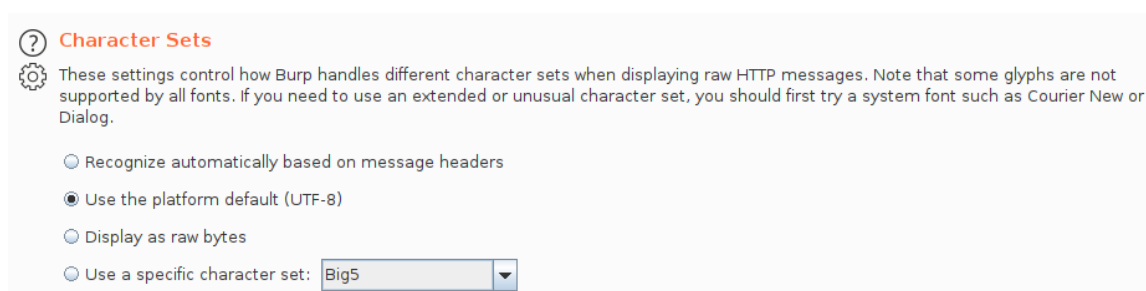 Character Sets
These settings control how Burp handles different character sets when displaying raw HTTP messages. Note that some glyphs are not
supported by all fonts. If you need to use an extended or unusual character set, you should first try a system font such as Courier New or
Dialog.
Recognize automatically based on message headers
Use the platform default (UTF-8)
Display as raw bytes
Use a specific character set: Big5